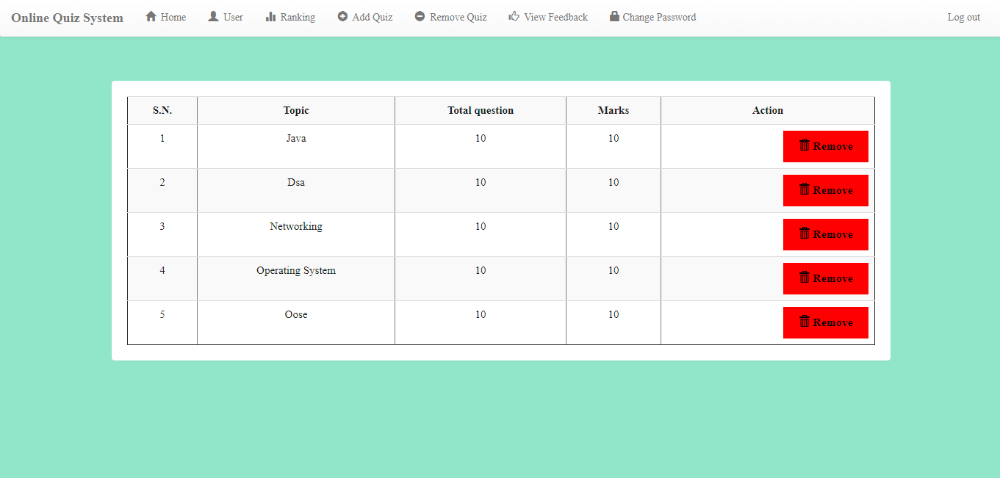 Online Quiz System Home User Ranking Add Quiz Remove Quiz View Feedback Change Password Log out
S.N. Topic Total question Marks Action
1 Java 10 10 Remove
2 Dsa 10 10 Remove
3 Networking 10 10 Remove
4 Operating System 10 10 Remove
5 Oose 10 10 Remove